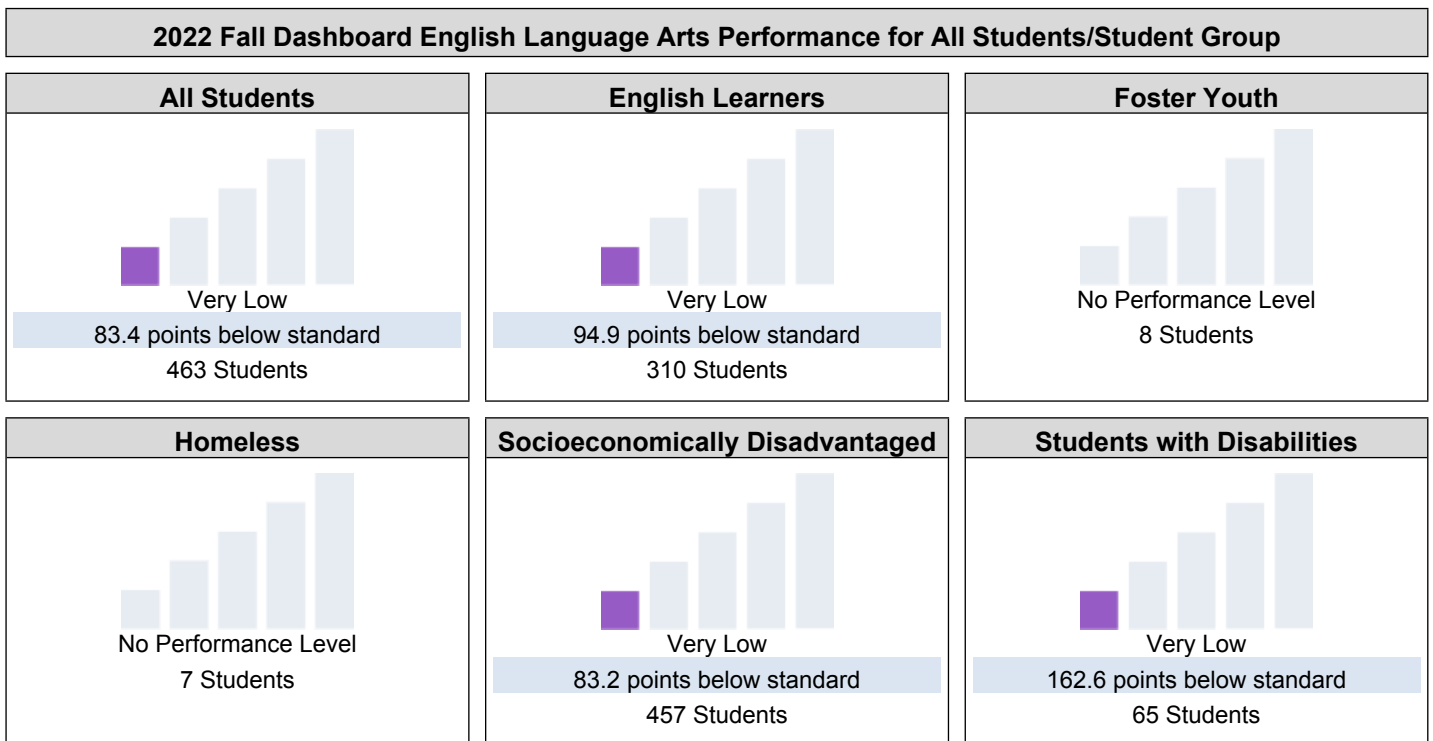 2022 Fall Dashboard English Language Arts Performance for All Students/Student Group
All Students
Very Low
83.4 points below standard
463 Students
English Learners
Very Low
94.9 points below standard
310 Students
Foster Youth
No Performance Level
8 Students
Homeless
No Performance Level
7 Students
Socioeconomically Disadvantaged
Very Low
83.2 points below standard
457 Students
Students with Disabilities
Very Low
162.6 points below standard
65 Students